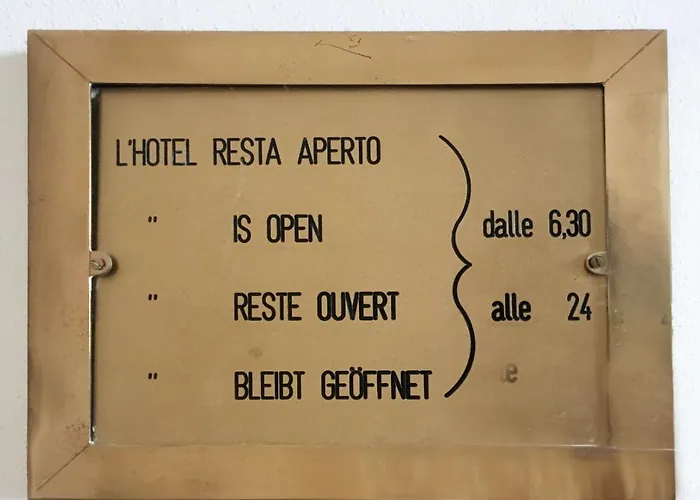 L'HOTEL RESTA APERTO
" IS OPEN dalle 6,30
" RESTE OUVERT alle 24
" BLEIBT GEÖFFNET